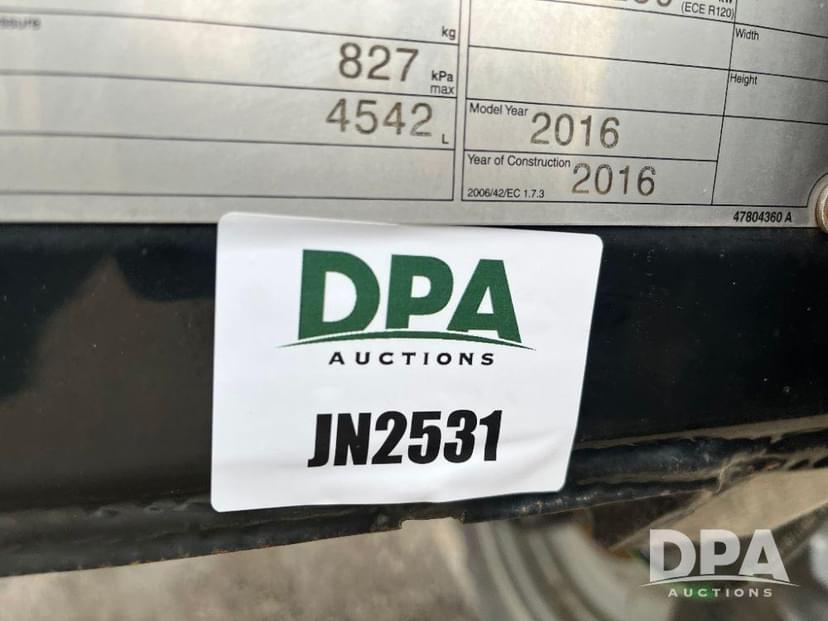 kg
(ECE R120)
Width
827 kPa
max
Height
4542 L
Model Year 2016
Year of Construction 2016
2006/42/EC 1.7.3
47804360 A
DPA
AUCTIONS
JN2531
DPA
AUCTIONS